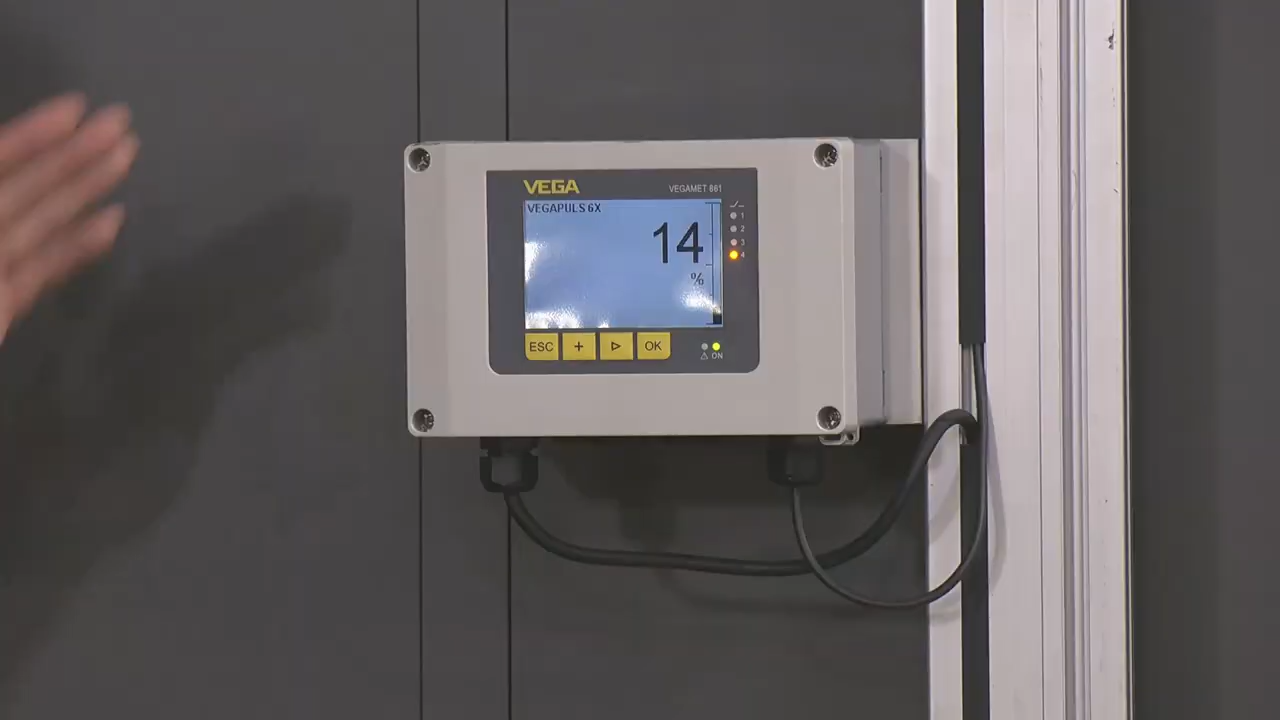 VEGA
VEGAMET 861
VEGAPULS 6X
14
%
1
2
3
4
ESC + ▷ OK
ON